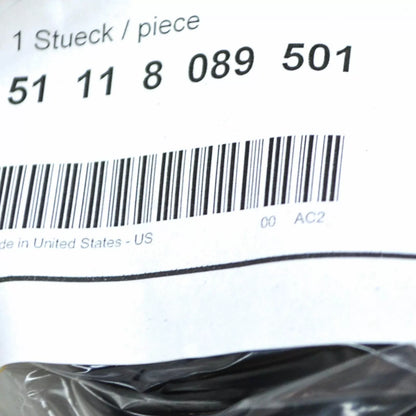 1 Stueck / piece
51 11 8 089 501
de in United States - US
00 AC2